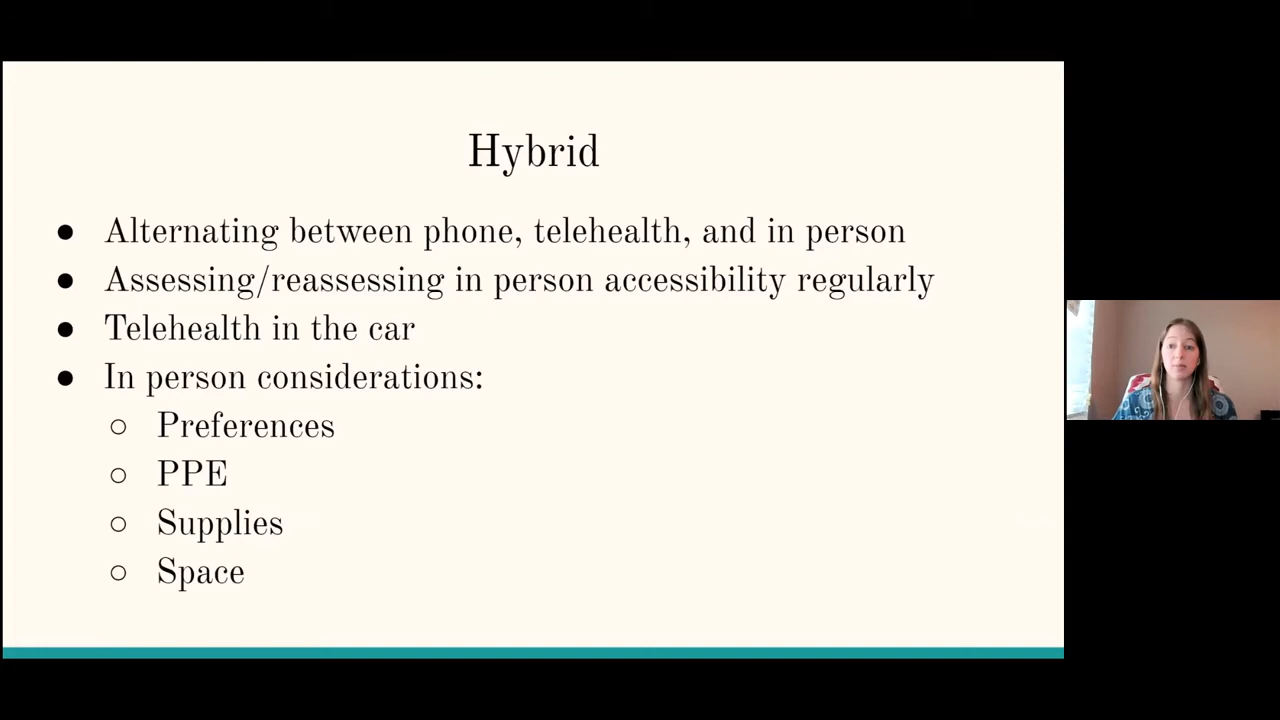 Hybrid
● Alternating between phone, telehealth, and in person
● Assessing/reassessing in person accessibility regularly
● Telehealth in the car
● In person considerations:
○ Preferences
○ PPE
○ Supplies
○ Space